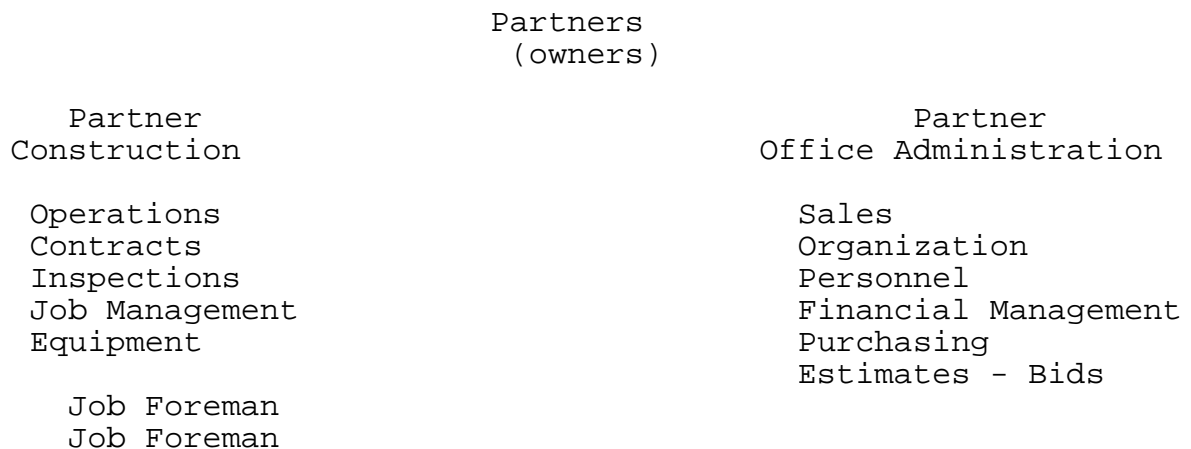 Partners
(owners)
Partner
Construction
Operations
Contracts
Inspections
Job Management
Equipment
Job Foreman
Job Foreman
Partner
Office Administration
Sales
Organization
Personnel
Financial Management
Purchasing
Estimates - Bids